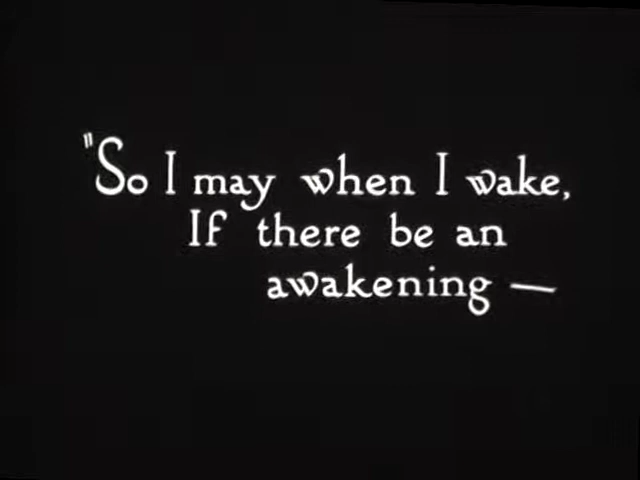 "So I may when I wake,
If there be an
awakening —